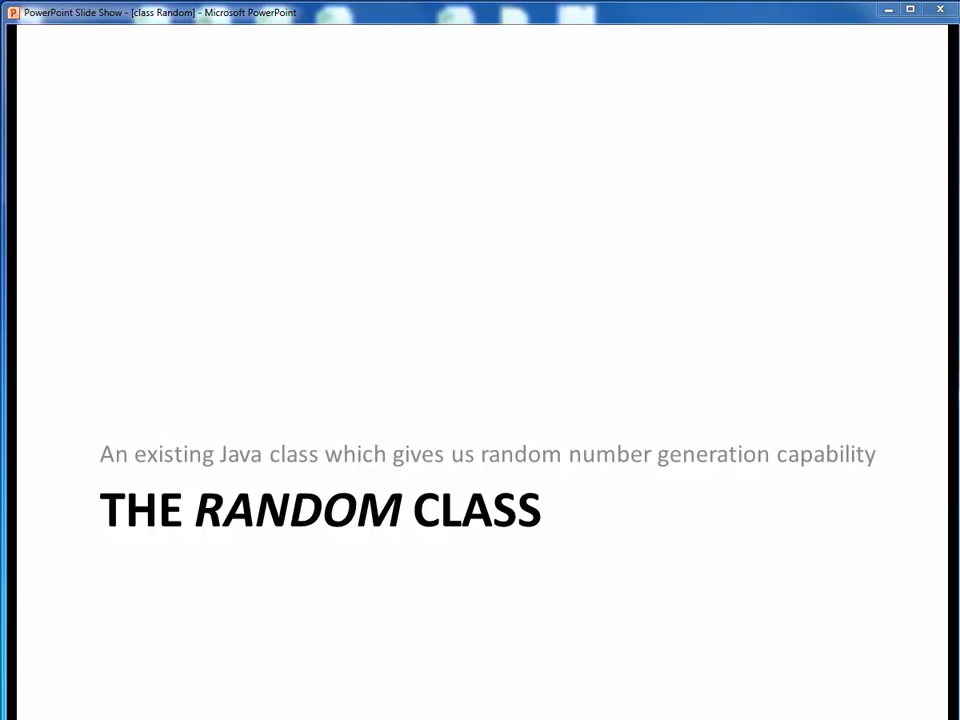 PowerPoint Slide Show - [class Random] - Microsoft PowerPoint
An existing Java class which gives us random number generation capability
THE RANDOM CLASS